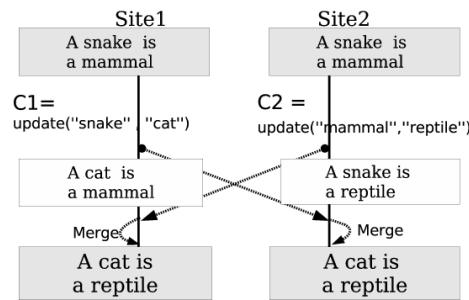 Site1
Site2
A snake is
a mammal
A snake is
a mammal
C1=
update("snake" , "cat")
C2 =
update("mammal","reptile")
A cat is
a mammal
A snake is
a reptile
Merge
Merge
A cat is
a reptile
A cat is
a reptile